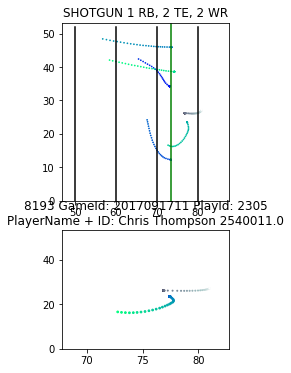 SHOTGUN 1 RB, 2 TE, 2 WR
50
40
30
20
10
0
50 60 70 80
8193 GameId: 2017091711 PlayId: 2305
PlayerName + ID: Chris Thompson 2540011.0
40
20
0
70 75 80